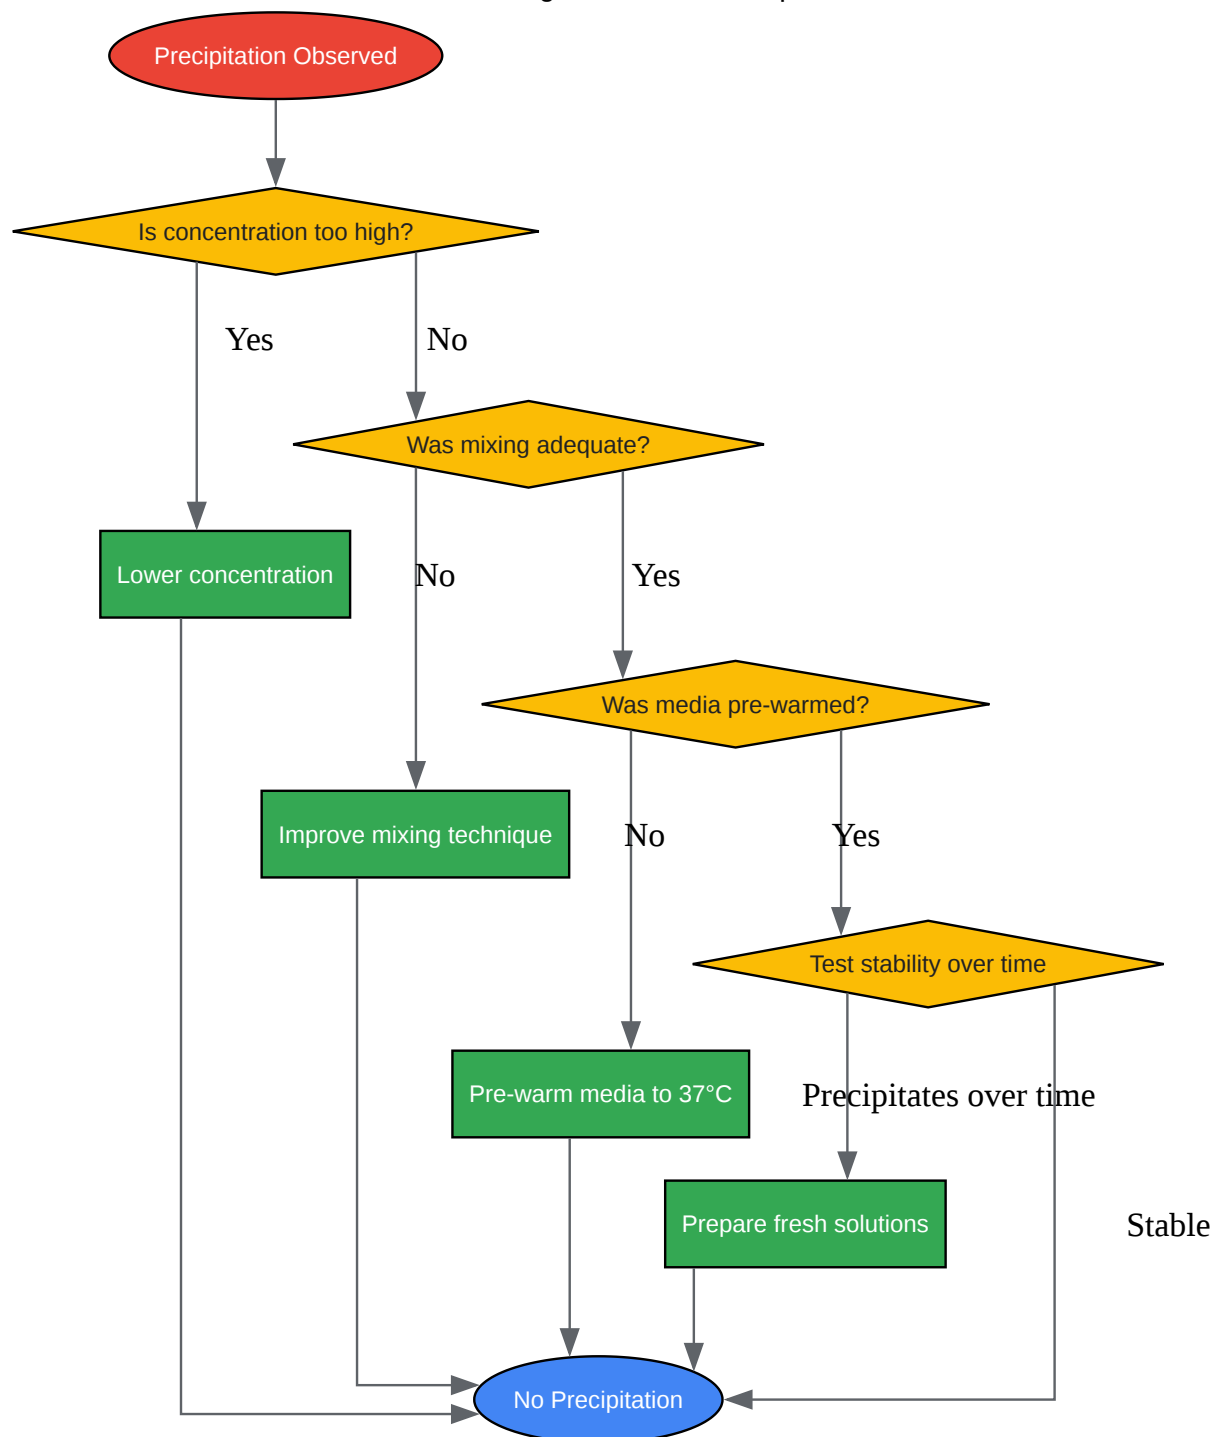 Precipitation Observed
Is concentration too high?
Yes
No
Was mixing adequate?
Lower concentration
No
Yes
Was media pre-warmed?
Improve mixing technique
No
Yes
Test stability over time
Pre-warm media to 37°C
Precipitates over time
Prepare fresh solutions
Stable
No Precipitation